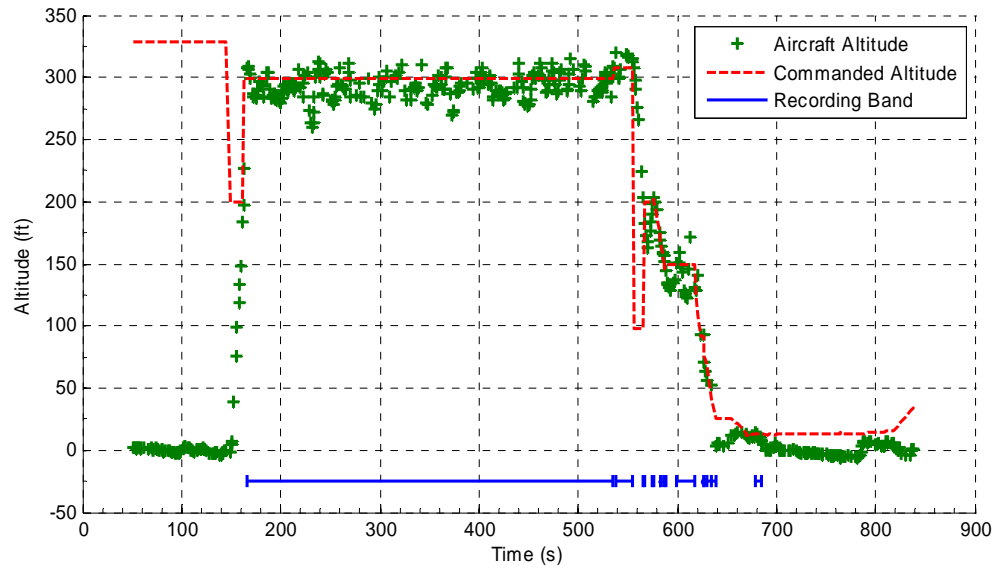 350
300
250
200
150
100
50
0
-50
Altitude (ft)
Aircraft Altitude
Commanded Altitude
Recording Band
0 100 200 300 400 500 600 700 800 900
Time (s)